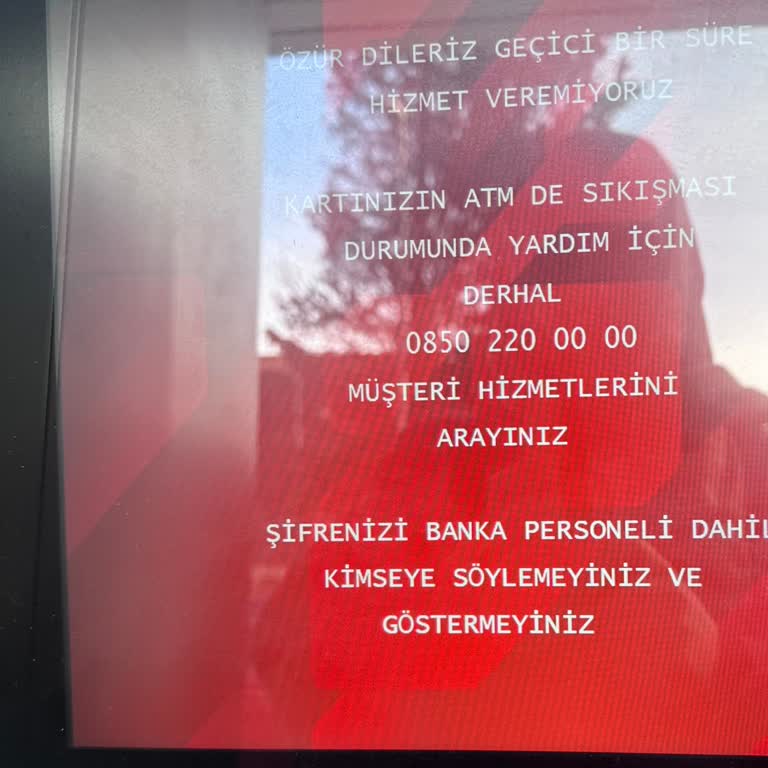 ÖZÜR DİLERİZ GEÇİCİ BİR SÜRE
HİZMET VEREMİYORUZ
KARTINIZIN ATM DE SIKIŞMASI
DURUMUNDA YARDIM İÇİN
DERHAL
0850 220 00 00
MÜŞTERİ HİZMETLERİNİ
ARAYINIZ
ŞİFRENİZİ BANKA PERSONELİ DAHİL
KİMSEYE SÖYLEMEYİNİZ VE
GÖSTERMEYİNİZ